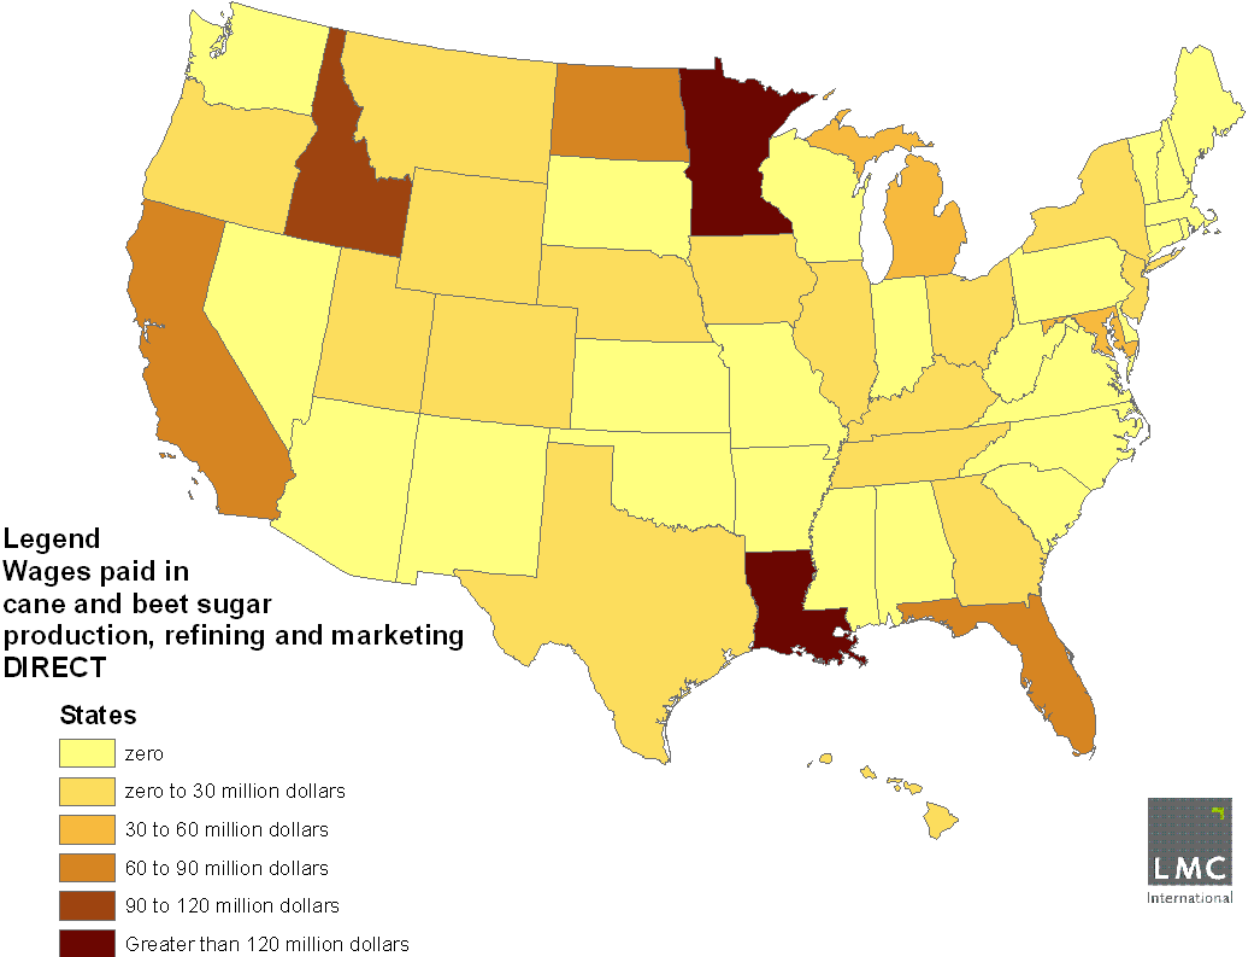 Legend
Wages paid in
cane and beet sugar
production, refining and marketing
DIRECT
States
zero
zero to 30 million dollars
30 to 60 million dollars
60 to 90 million dollars
90 to 120 million dollars
Greater than 120 million dollars
LMC
International